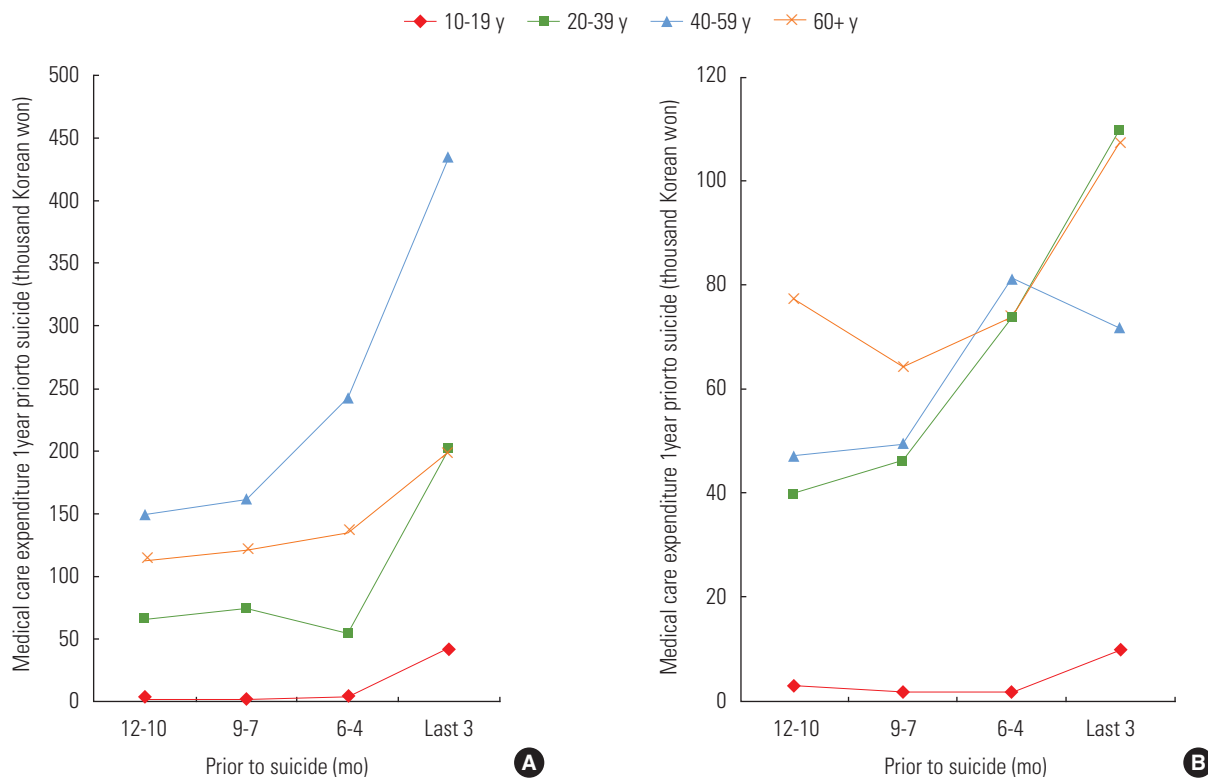 10-19 y 20-39 y 40-59 y 60+ y
Medical care expenditure 1year priorto suicide (thousand Korean won)
500
450
400
350
300
250
200
150
100
50
0
12-10 9-7 6-4 Last 3
Prior to suicide (mo)
A
Medical care expenditure 1year priorto suicide (thousand Korean won)
120
100
80
60
40
20
0
12-10 9-7 6-4 Last 3
Prior to suicide (mo)
B